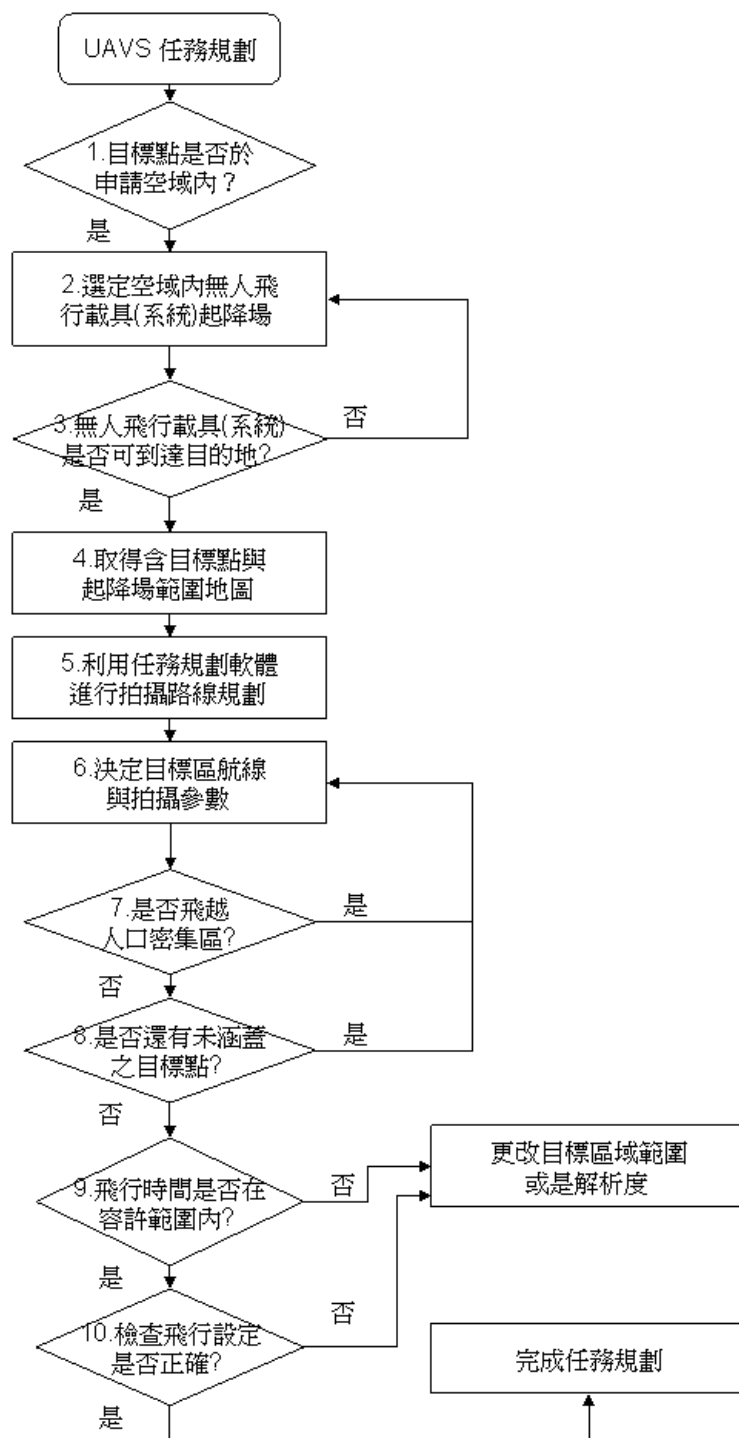 UAVS 任務規劃
1.目標點是否於
申請空域內？
是
2.選定空域內無人飛
行載具(系統)起降場
3.無人飛行載具(系統)
是否可到達目的地?
否
是
4.取得含目標點與
起降場範圍地圖
5.利用任務規劃軟體
進行拍攝路線規劃
6.決定目標區航線
與拍攝參數
7.是否飛越
人口密集區?
是
否
8.是否還有未涵蓋
之目標點?
是
否
9.飛行時間是否在
容許範圍內?
否
更改目標區域範圍
或是解析度
是
10.檢查飛行設定
是否正確?
否
完成任務規劃
是